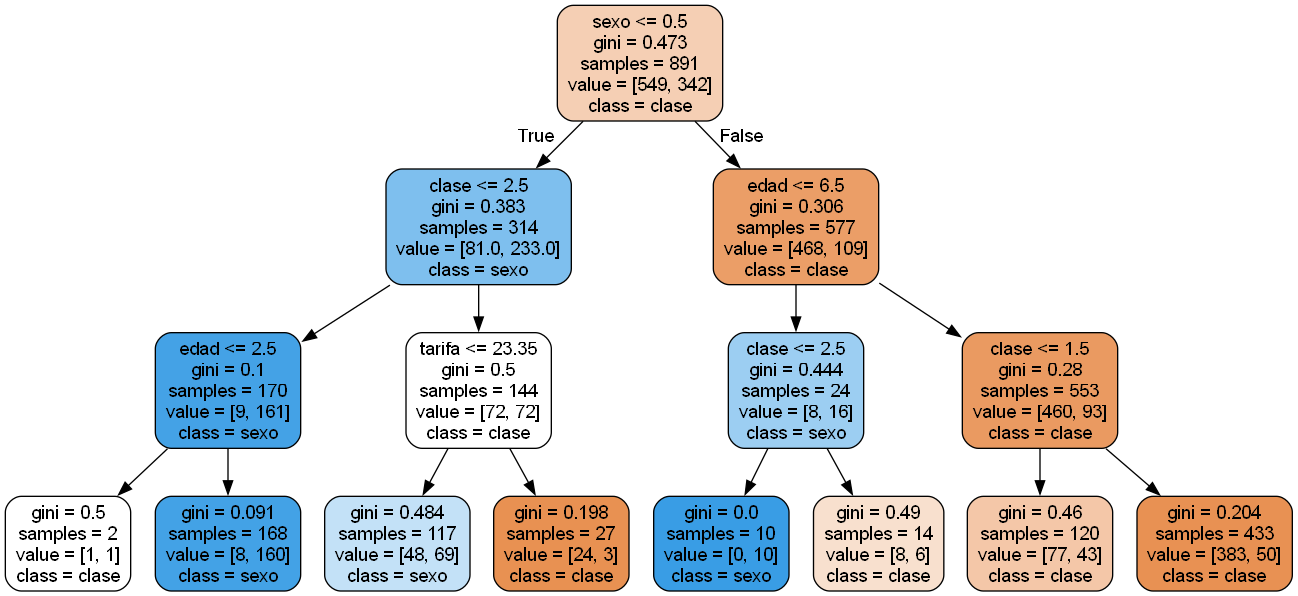 sexo <= 0.5
gini = 0.473
samples = 891
value = [549, 342]
class = clase
True
False
clase <= 2.5
gini = 0.383
samples = 314
value = [81.0, 233.0]
class = sexo
edad <= 6.5
gini = 0.306
samples = 577
value = [468, 109]
class = clase
edad <= 2.5
gini = 0.1
samples = 170
value = [9, 161]
class = sexo
tarifa <= 23.35
gini = 0.5
samples = 144
value = [72, 72]
class = clase
clase <= 2.5
gini = 0.444
samples = 24
value = [8, 16]
class = sexo
clase <= 1.5
gini = 0.28
samples = 553
value = [460, 93]
class = clase
gini = 0.5
samples = 2
value = [1, 1]
class = clase
gini = 0.091
samples = 168
value = [8, 160]
class = sexo
gini = 0.484
samples = 117
value = [48, 69]
class = sexo
gini = 0.198
samples = 27
value = [24, 3]
class = clase
gini = 0.0
samples = 10
value = [0, 10]
class = sexo
gini = 0.49
samples = 14
value = [8, 6]
class = clase
gini = 0.46
samples = 120
value = [77, 43]
class = clase
gini = 0.204
samples = 433
value = [383, 50]
class = clase